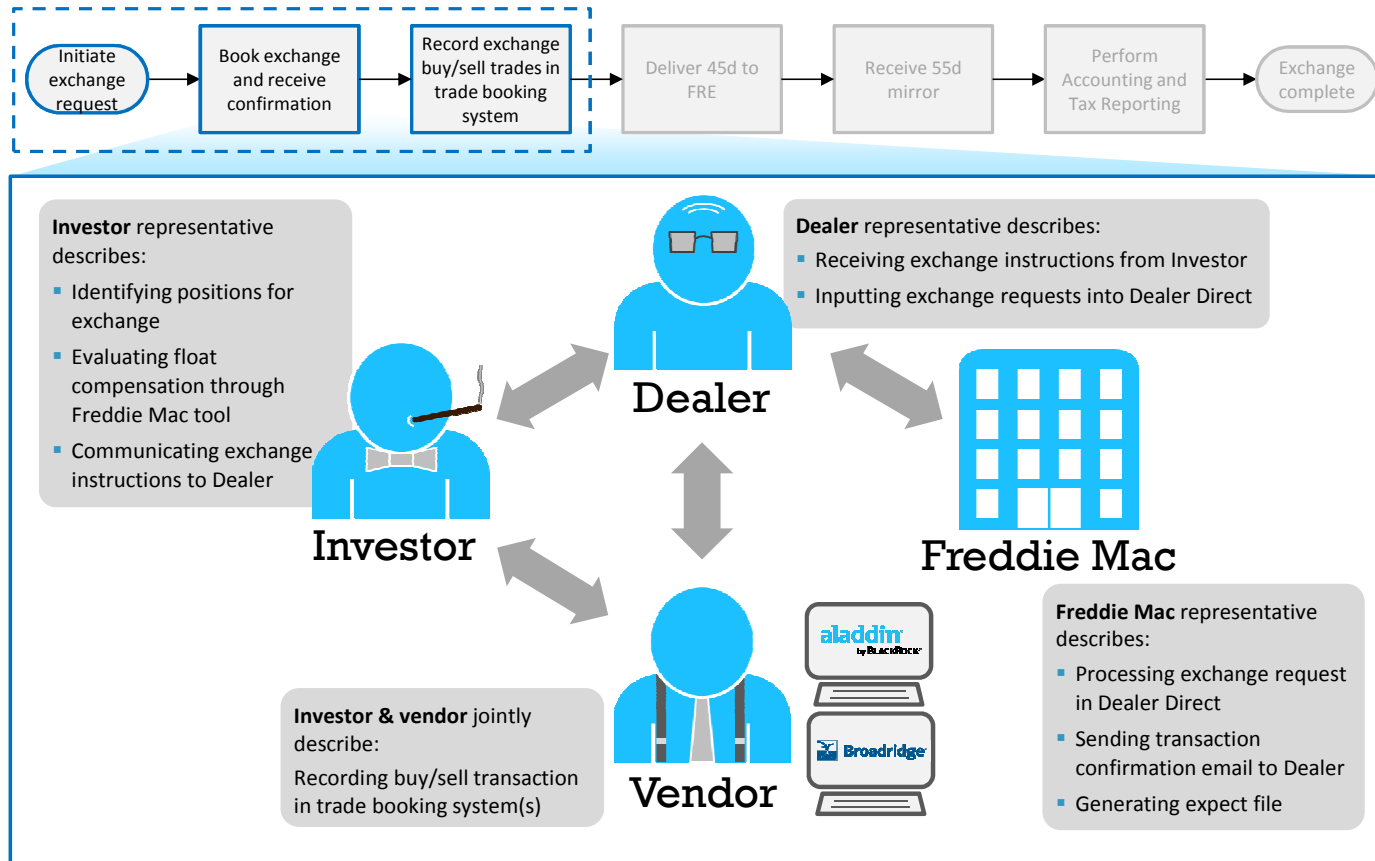 Initiate
exchange
request
Book exchange
and receive
confirmation
Record exchange
buy/sell trades in
trade booking
system
Deliver 45d to
FRE
Receive 55d
mirror
Perform
Accounting and
Tax Reporting
Exchange
complete
Investor representative
describes:
▪ Identifying positions for
exchange
▪ Evaluating float
compensation through
Freddie Mac tool
▪ Communicating exchange
instructions to Dealer
Dealer representative describes:
▪ Receiving exchange instructions from Investor
▪ Inputting exchange requests into Dealer Direct
Dealer
Investor
Freddie Mac
Investor & vendor jointly
describe:
Recording buy/sell transaction
in trade booking system(s)
Vendor
aladdin
by BLACKROCK
Broadridge
Freddie Mac representative
describes:
▪ Processing exchange request
in Dealer Direct
▪ Sending transaction
confirmation email to Dealer
▪ Generating expect file